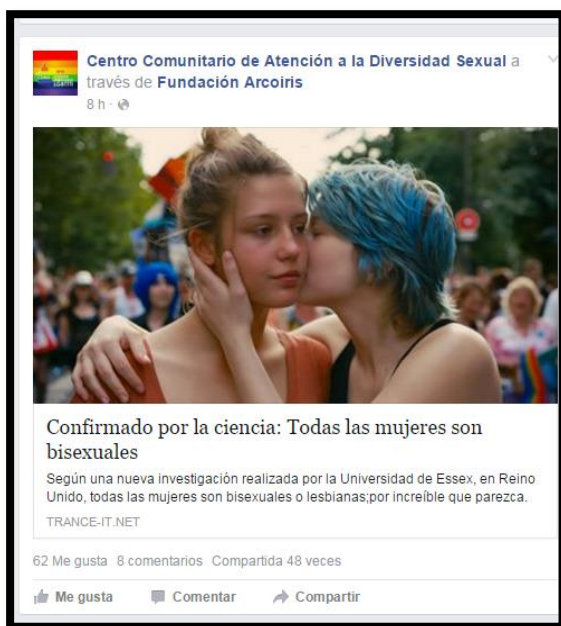 Centro Comunitario de Atención a la Diversidad Sexual a
través de Fundación Arcoiris
8 h ·
Confirmado por la ciencia: Todas las mujeres son
bisexuales
Según una nueva investigación realizada por la Universidad de Essex, en Reino
Unido, todas las mujeres son bisexuales o lesbianas;por increíble que parezca.
TRANCE-IT.NET
62 Me gusta 8 comentarios Compartida 48 veces
Me gusta Comentar Compartir